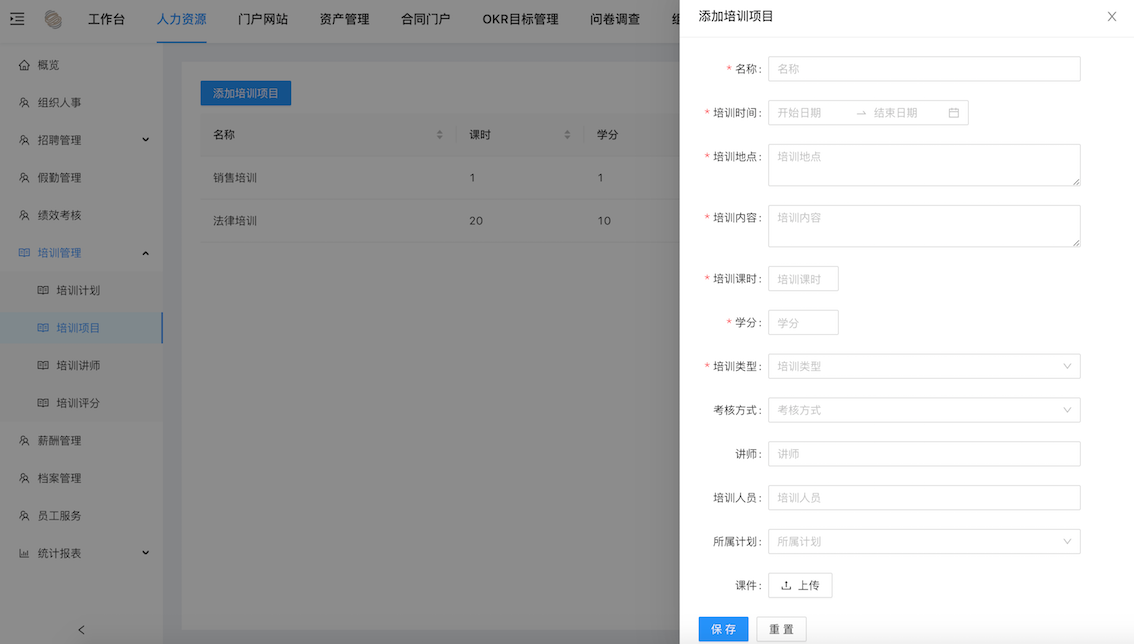 工作台 人力资源 门户网站 资产管理 合同门户 OKR目标管理 问卷调查
添加培训项目
概览
组织人事
招聘管理
假勤管理
绩效考核
培训管理
培训计划
培训项目
培训讲师
培训评分
薪酬管理
档案管理
员工服务
统计报表
添加培训项目
名称 课时 学分
销售培训 1 1
法律培训 20 10
* 名称: 名称
* 培训时间: 开始日期 → 结束日期
* 培训地点: 培训地点
* 培训内容: 培训内容
* 培训课时: 培训课时
* 学分: 学分
* 培训类型: 培训类型
考核方式: 考核方式
讲师: 讲师
培训人员: 培训人员
所属计划: 所属计划
课件: 上传
保存 重置